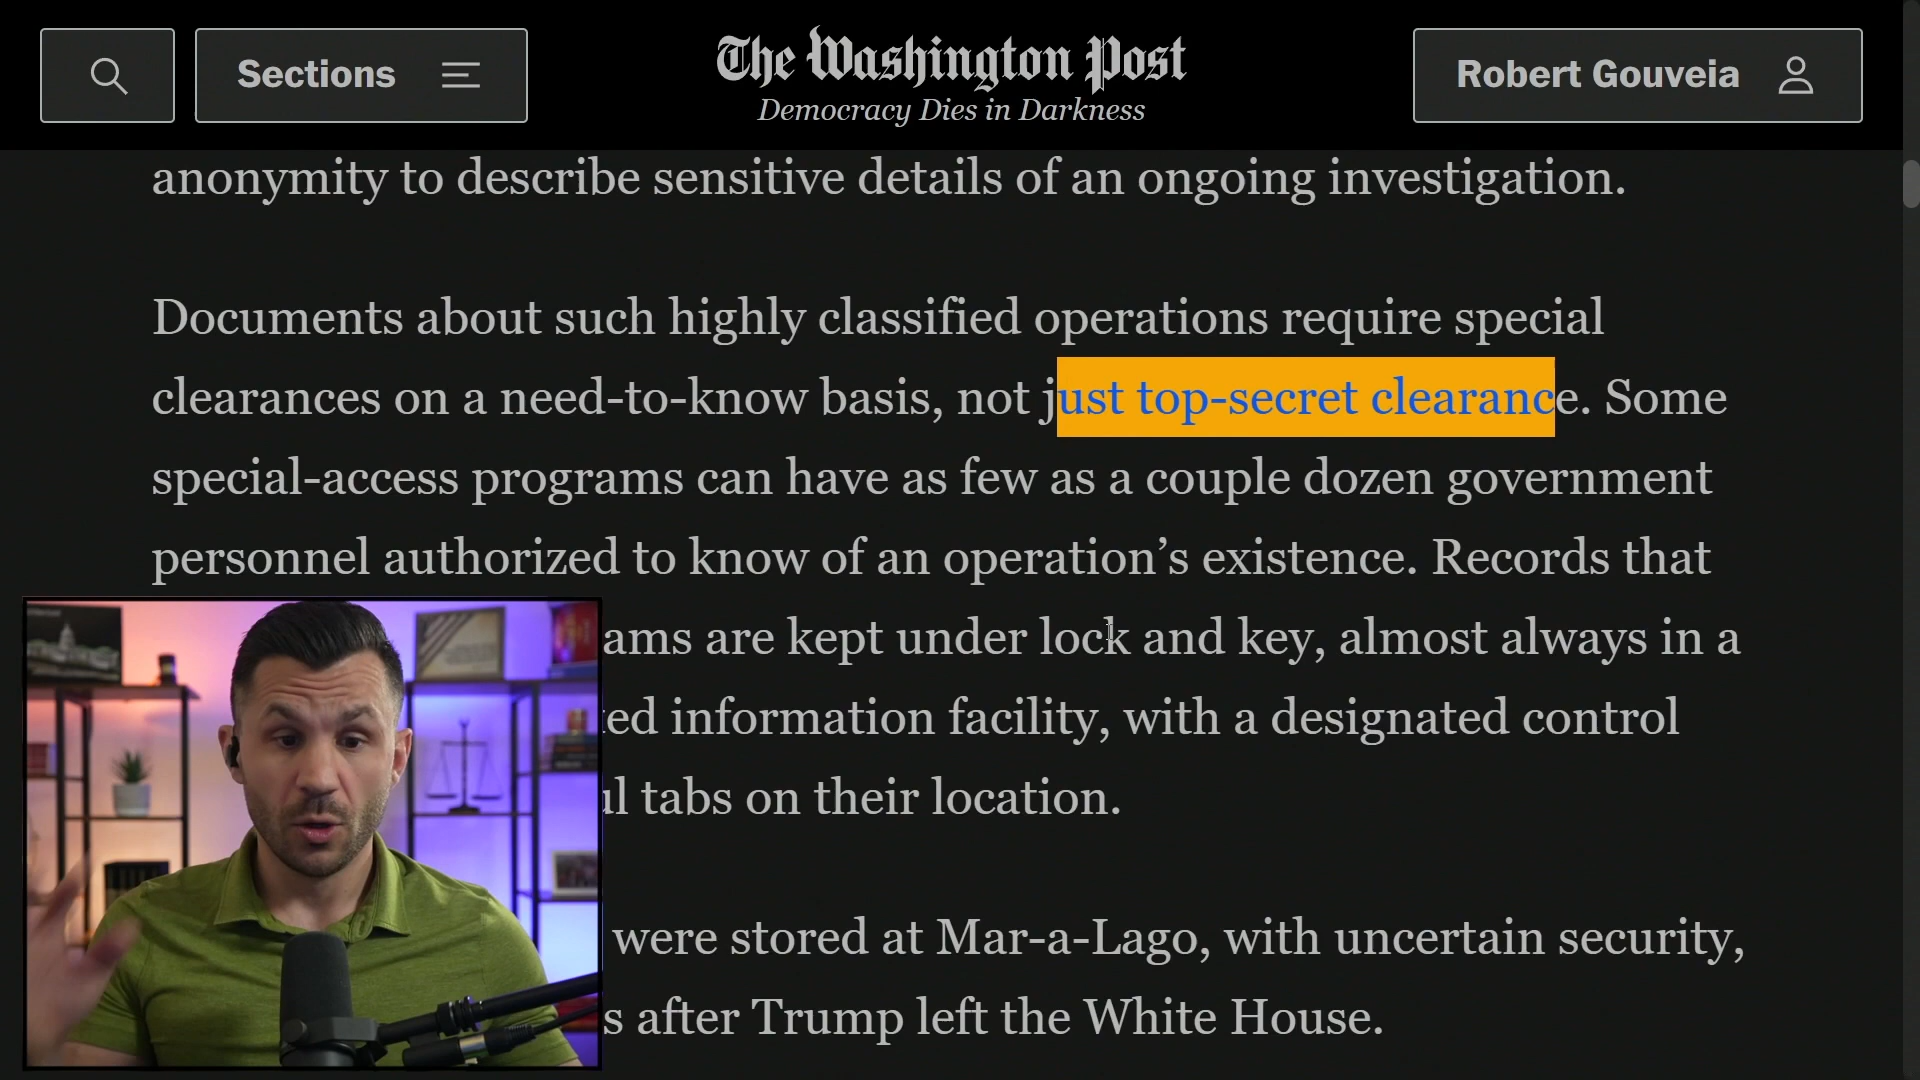 Sections
The Washington Post
Democracy Dies in Darkness
Robert Gouveia
anonymity to describe sensitive details of an ongoing investigation.
Documents about such highly classified operations require special
clearances on a need-to-know basis, not just top-secret clearance. Some
special-access programs can have as few as a couple dozen government
personnel authorized to know of an operation’s existence. Records that
ams are kept under lock and key, almost always in a
ted information facility, with a designated control
ul tabs on their location.
were stored at Mar-a-Lago, with uncertain security,
s after Trump left the White House.